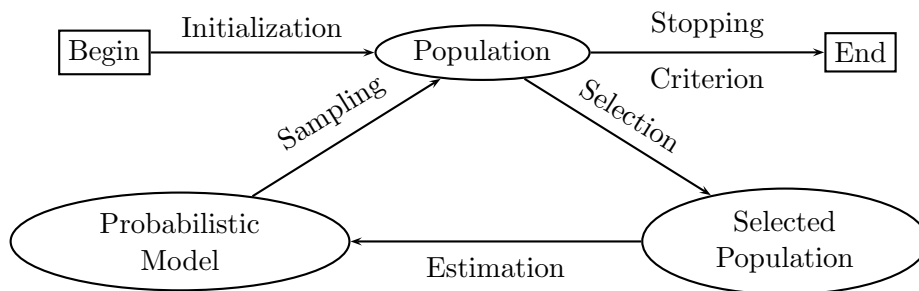 Begin
Initialization
Population
Stopping
Criterion
End
Sampling
Selection
Probabilistic
Model
Estimation
Selected
Population